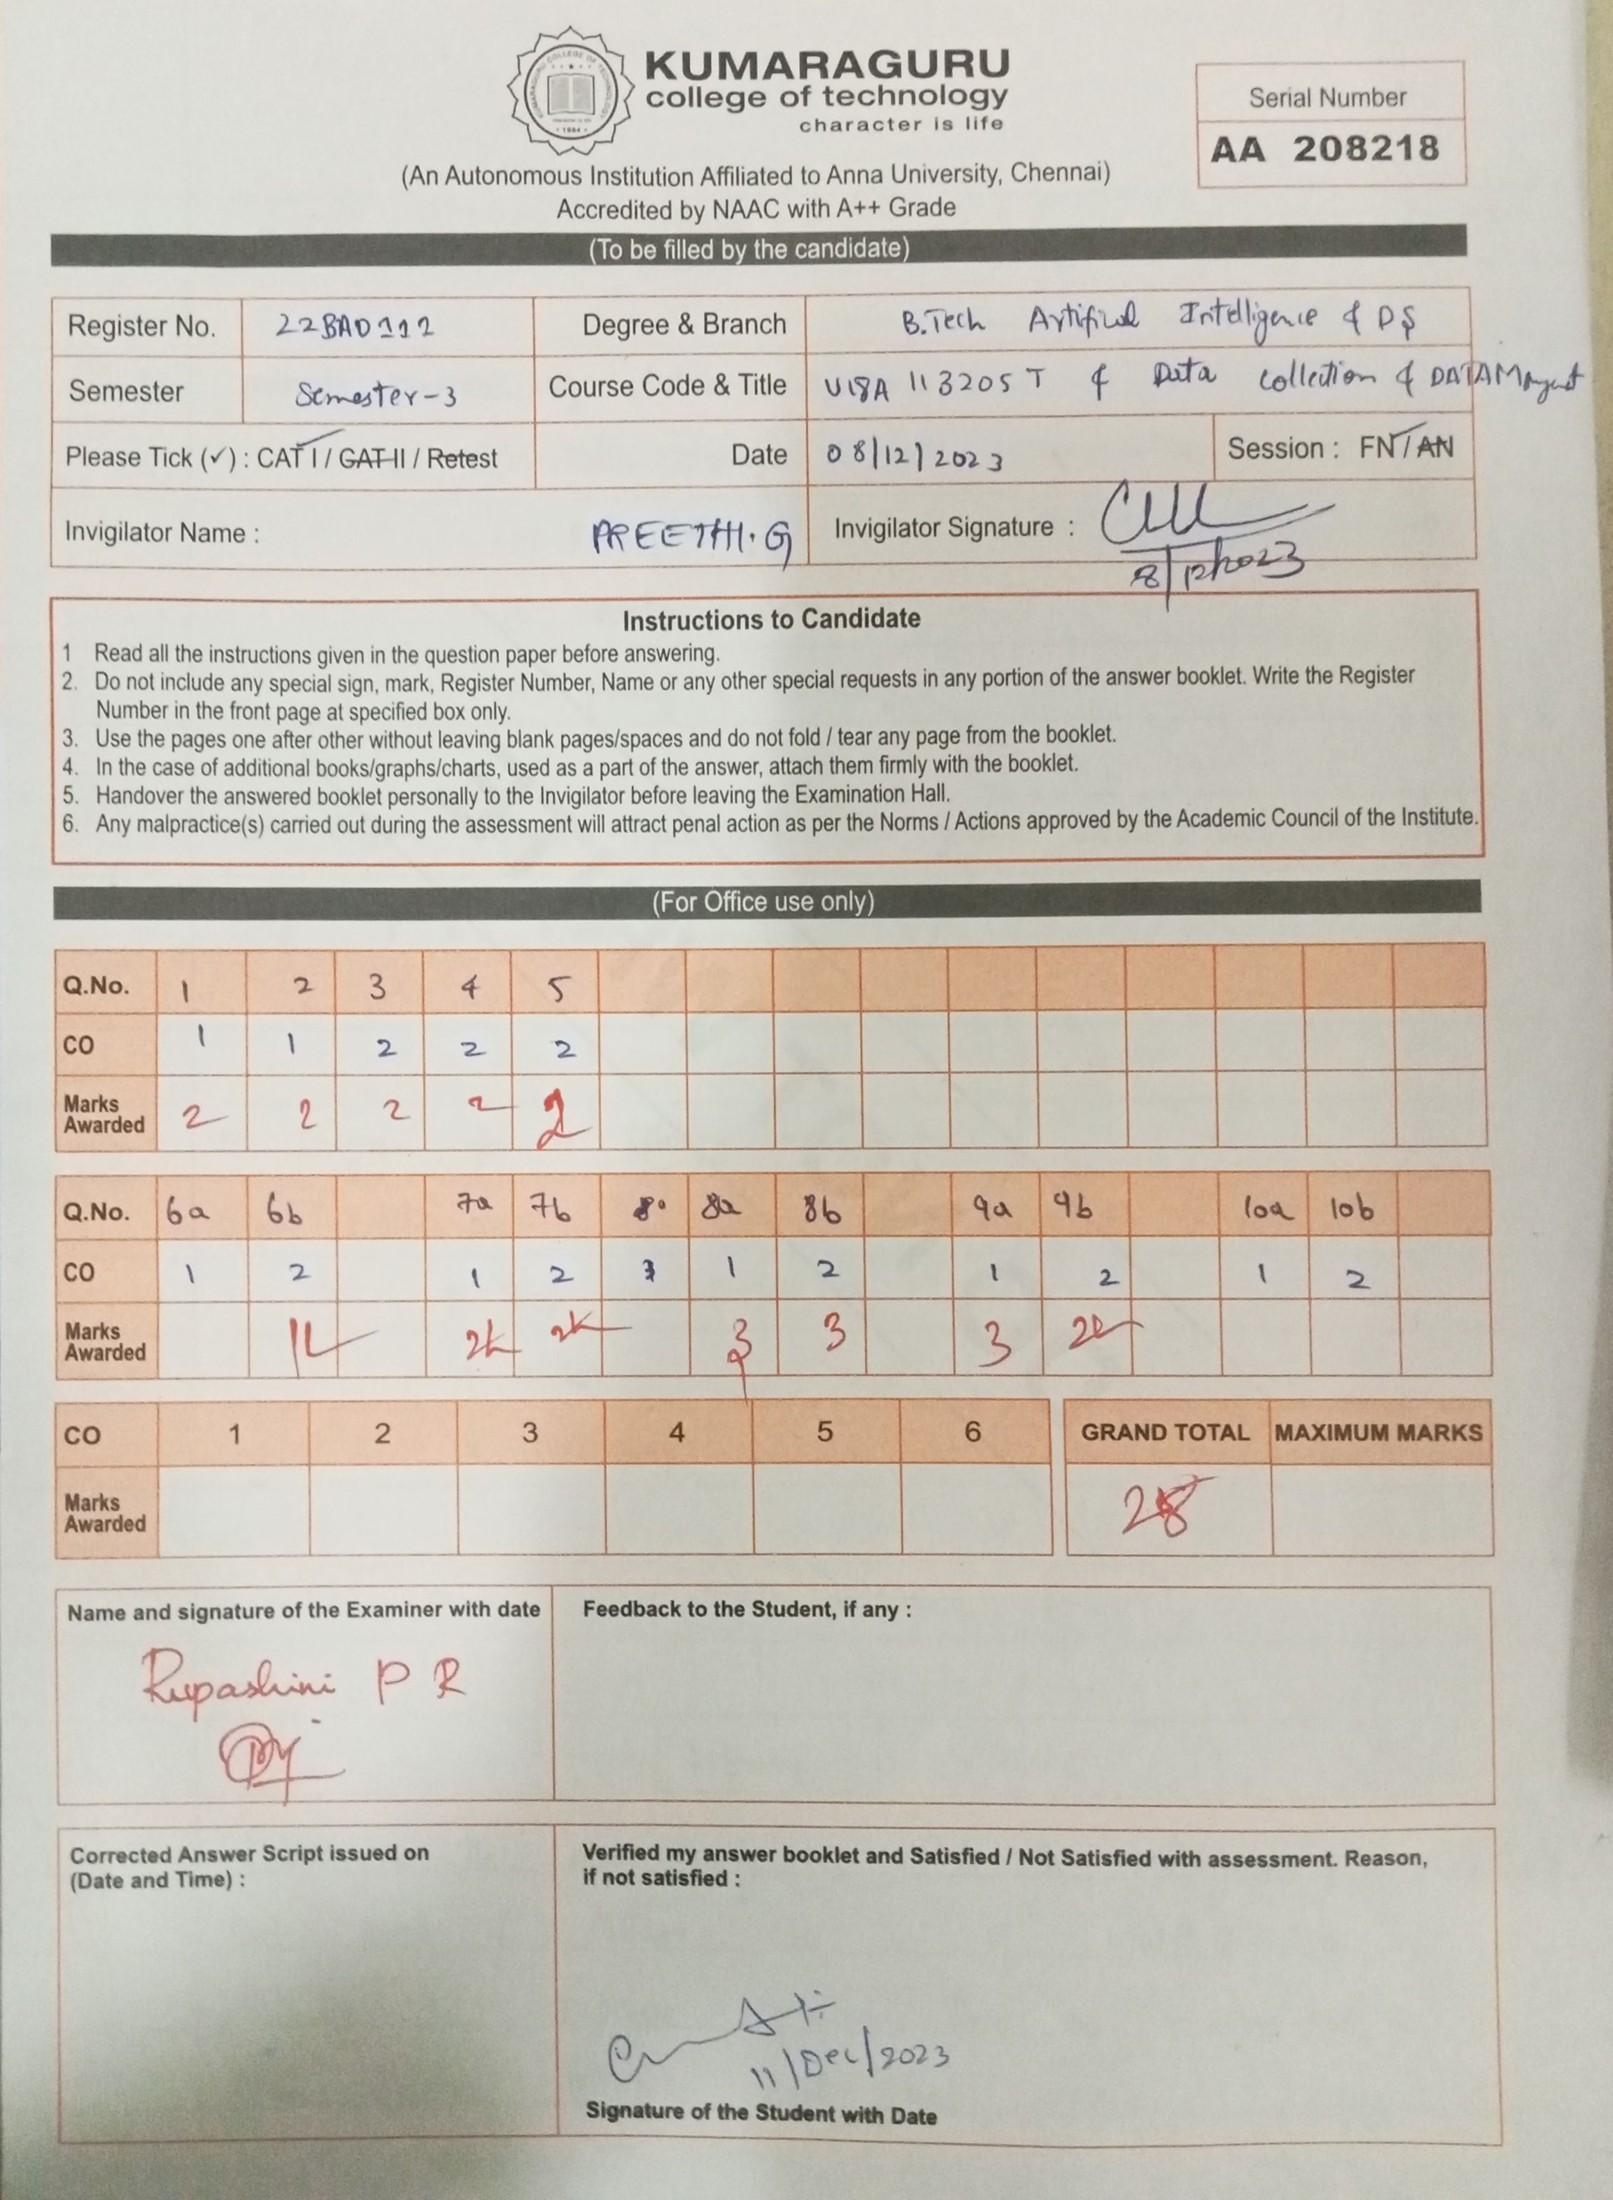 KUMARAGURU
college of technology
character is life
(An Autonomous Institution Affiliated to Anna University, Chennai)
Accredited by NAAC with A++ Grade
Serial Number
AA 208218
(To be filled by the candidate)
Register No. 22BAD112 Degree & Branch B.Tech Artificial Intelligence & DS
Semester Semester-3 Course Code & Title U18A 113205 T & Data collection &
Please Tick (✓) : CAT I / CAT II / Retest Date 08/12/2023 Session : FN / AN
Invigilator Name : PREETHI.G Invigilator Signature :
8/12/2023
Instructions to Candidate
1 Read all the instructions given in the question paper before answering.
2. Do not include any special sign, mark, Register Number, Name or any other special requests in any portion of the answer booklet. Write the Register
Number in the front page at specified box only.
3. Use the pages one after other without leaving blank pages/spaces and do not fold / tear any page from the booklet.
4. In the case of additional books/graphs/charts, used as a part of the answer, attach them firmly with the booklet.
5. Handover the answered booklet personally to the Invigilator before leaving the Examination Hall.
6. Any malpractice(s) carried out during the assessment will attract penal action as per the Norms / Actions approved by the Academic Council of the Institute.
(For Office use only)
Q.No. 1 2 3 4 5
CO 1 1 2 2 2
Marks Awarded 2 2 2 2 2
Q.No. 6a 6b 7a 7b 8a 8b 9a 9b 10a 10b
CO 1 2 1 2 1 2 1 2 1 2
Marks Awarded 3 3 3
CO 1 2 3 4 5 6 GRAND TOTAL MAXIMUM MARKS
Marks Awarded 28
Name and signature of the Examiner with date
Rupashini P R
Feedback to the Student, if any :
Corrected Answer Script issued on
(Date and Time) :
Verified my answer booklet and Satisfied / Not Satisfied with assessment. Reason,
if not satisfied :
11/Dec/2023
Signature of the Student with Date